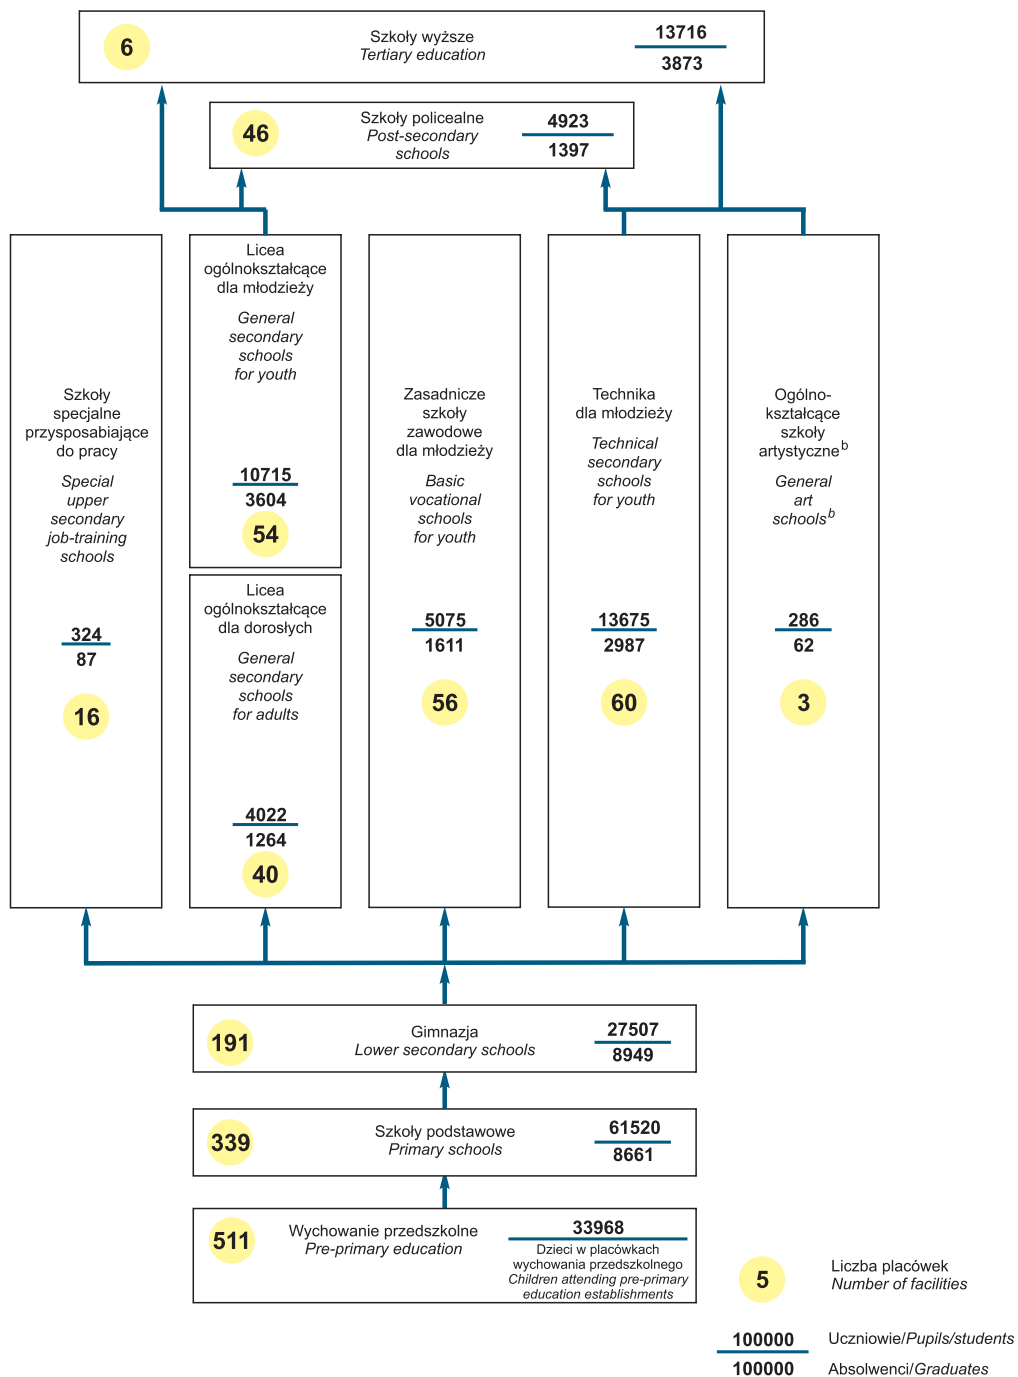 6
Szkoły wyższe
Tertiary education
13716
3873
46
Szkoły policealne
Post-secondary
schools
4923
1397
Szkoły
specjalne
przysposabiające
do pracy
Special
upper
secondary
job-training
schools
324
87
16
Licea
ogólnokształcące
dla młodzieży
General
secondary
schools
for youth
10715
3604
54
Licea
ogólnokształcące
dla dorosłych
General
secondary
schools
for adults
4022
1264
40
Zasadnicze
szkoły
zawodowe
dla młodzieży
Basic
vocational
schools
for youth
5075
1611
56
Technika
dla młodzieży
Technical
secondary
schools
for youth
13675
2987
60
Ogólno-
kształcące
szkoły
artystyczne b
General
art
schools b
286
62
3
191
Gimnazja
Lower secondary schools
27507
8949
339
Szkoły podstawowe
Primary schools
61520
8661
511
Wychowanie przedszkolne
Pre-primary education
33968
Dzieci w placówkach
wychowania przedszkolnego
Children attending pre-primary
education establishments
5
Liczba placówek
Number of facilities
100000
Uczniowie/Pupils/students
100000
Absolwenci/Graduates